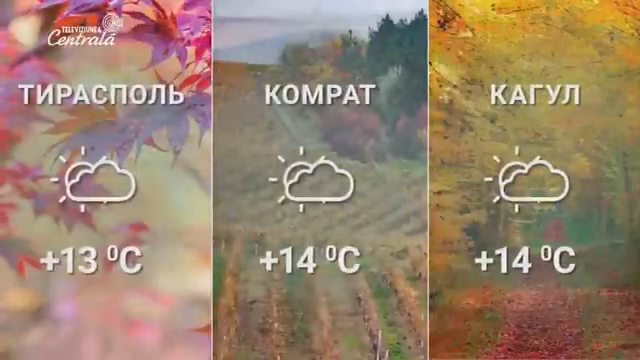 TELEVIZIUNEA
Centrală
ТИРАСПОЛЬ
КОМРАТ
КАГУЛ
+13 ⁰C
+14 ⁰C
+14 ⁰C